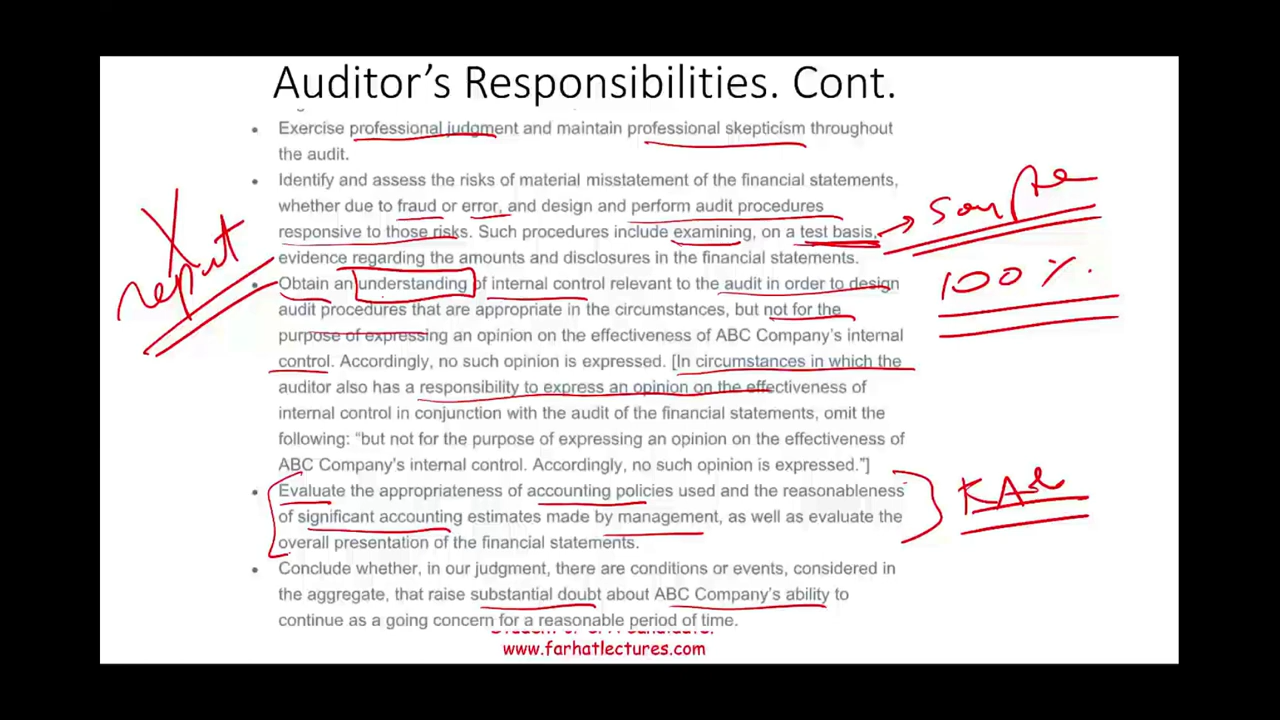 Auditor's Responsibilities. Cont.
• Exercise professional judgment and maintain professional skepticism throughout
the audit.
• Identify and assess the risks of material misstatement of the financial statements,
whether due to fraud or error, and design and perform audit procedures
responsive to those risks. Such procedures include examining, on a test basis,
evidence regarding the amounts and disclosures in the financial statements.
• Obtain an understanding of internal control relevant to the audit in order to design
audit procedures that are appropriate in the circumstances, but not for the
purpose of expressing an opinion on the effectiveness of ABC Company's internal
control. Accordingly, no such opinion is expressed. [In circumstances in which the
auditor also has a responsibility to express an opinion on the effectiveness of
internal control in conjunction with the audit of the financial statements, omit the
following: "but not for the purpose of expressing an opinion on the effectiveness of
ABC Company's internal control. Accordingly, no such opinion is expressed."]
• Evaluate the appropriateness of accounting policies used and the reasonableness
of significant accounting estimates made by management, as well as evaluate the
overall presentation of the financial statements.
• Conclude whether, in our judgment, there are conditions or events, considered in
the aggregate, that raise substantial doubt about ABC Company's ability to
continue as a going concern for a reasonable period of time.
www.farhatlectures.com
Sample
100%.
report